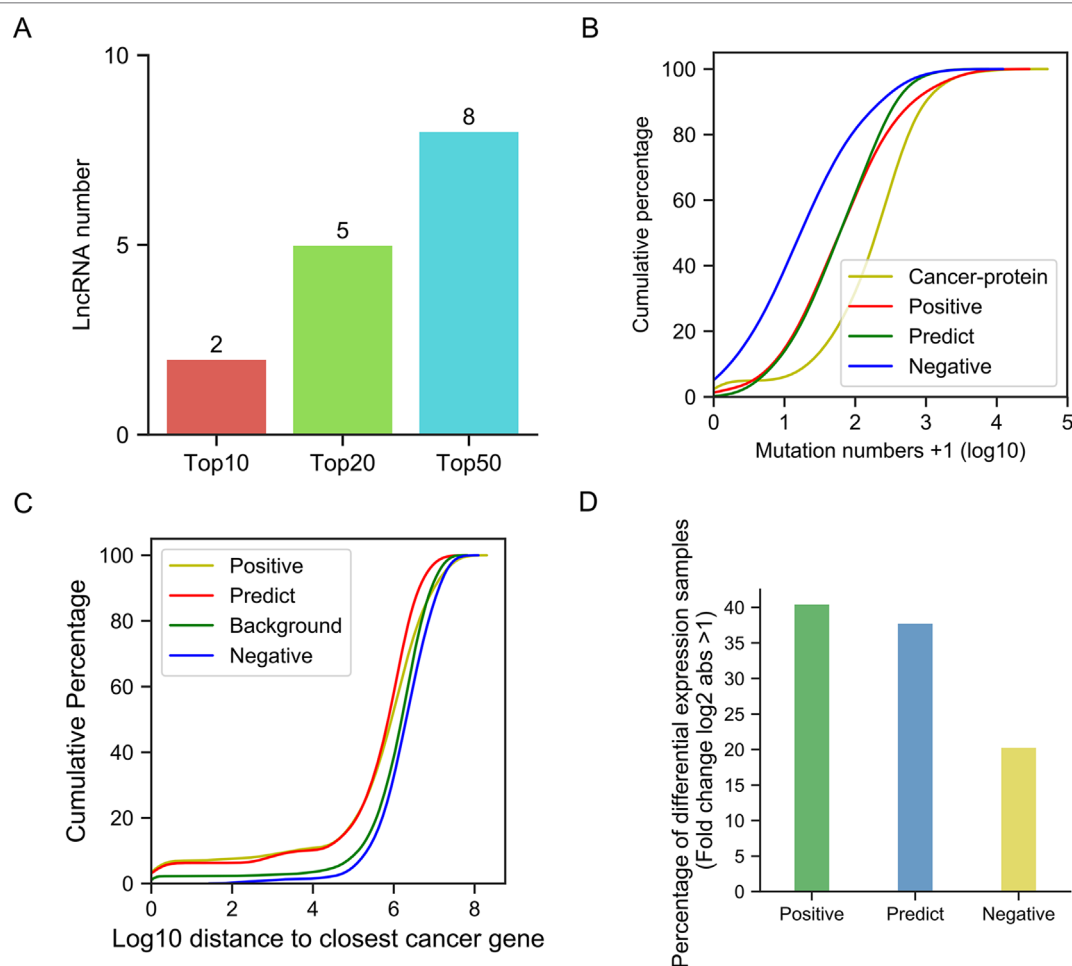 A
10
5
0
LncRNA number
2
5
8
Top10
Top20
Top50
B
100
80
60
40
20
0
Cumulative percentage
Cancer-protein
Positive
Predict
Negative
0 1 2 3 4 5
Mutation numbers +1 (log10)
C
100
80
60
40
20
0
Cumulative Percentage
Positive
Predict
Background
Negative
0 2 4 6 8
Log10 distance to closest cancer gene
D
Percentage of differential expression samples
(Fold change log2 abs >1)
40
35
30
25
20
15
10
5
0
Positive Predict Negative